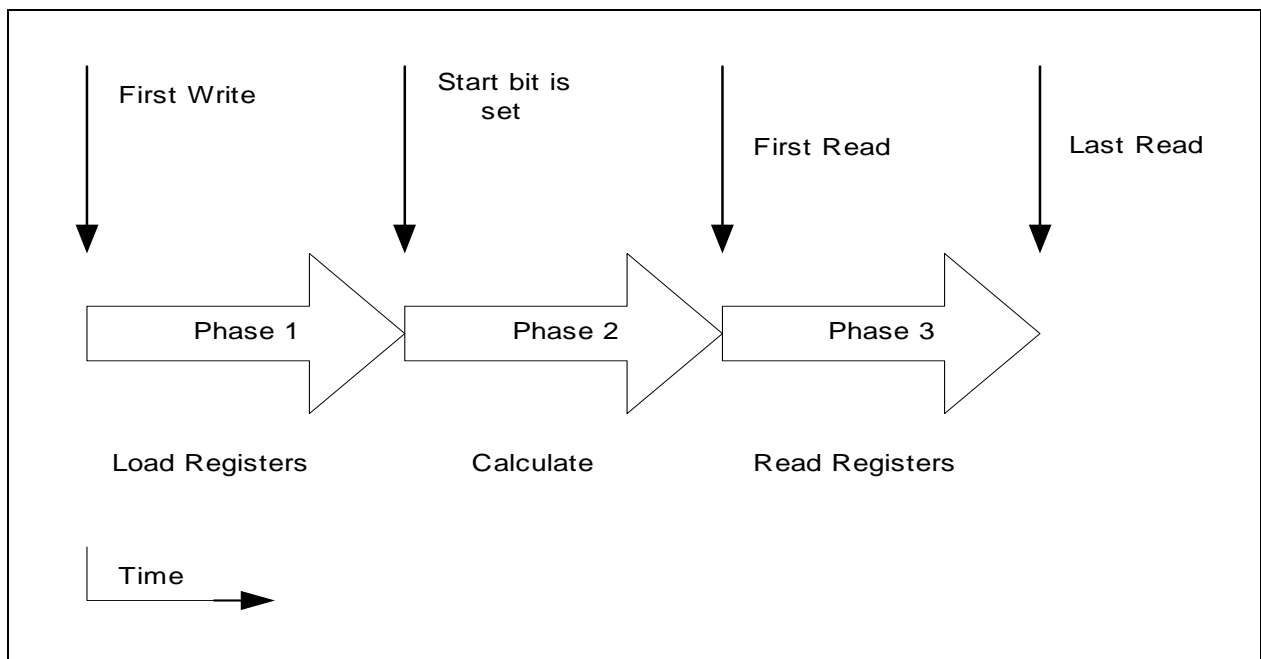 First Write
Start bit is
set
First Read
Last Read
Phase 1
Phase 2
Phase 3
Load Registers
Calculate
Read Registers
Time